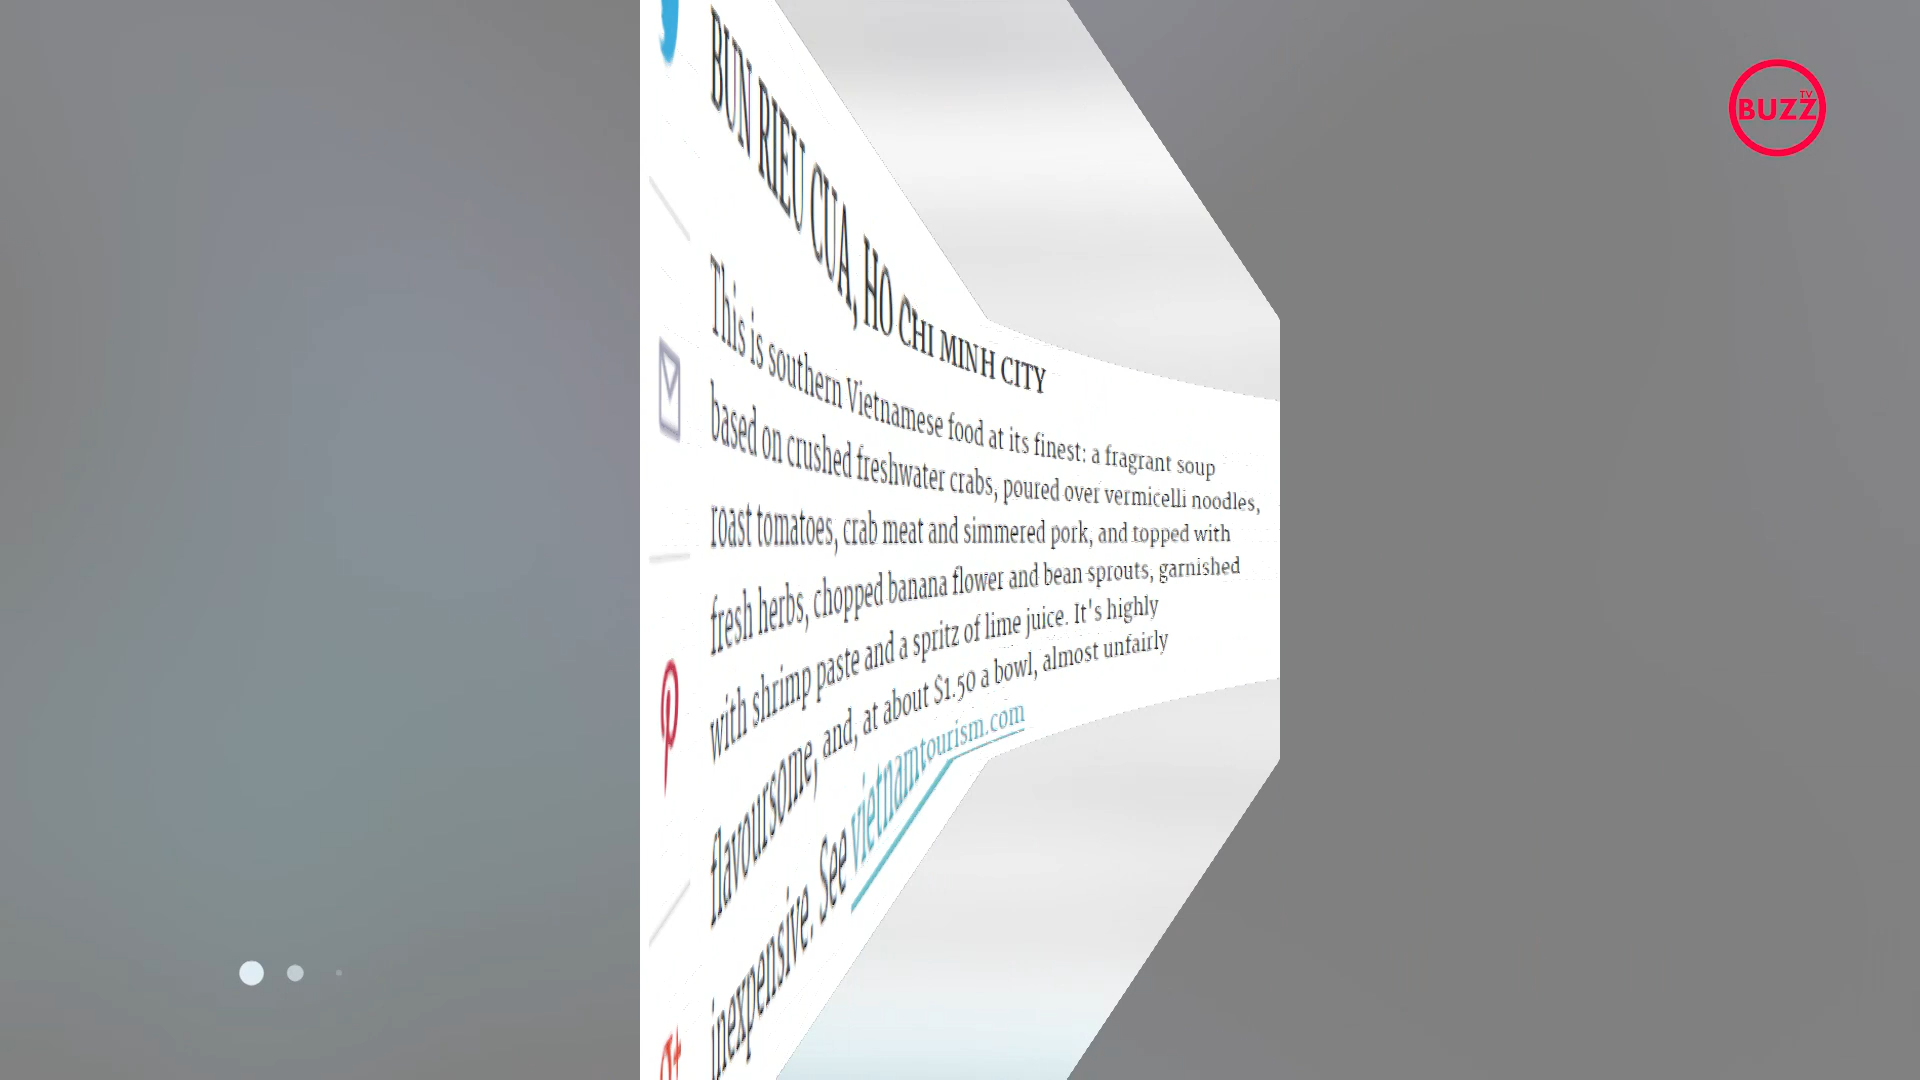 TV
BUZZ
BUN RIEU CUA, HO CHI MINH CITY
This is southern Vietnamese food at its finest: a fragrant soup
based on crushed freshwater crabs, poured over vermicelli noodles,
roast tomatoes, crab meat and simmered pork, and topped with
fresh herbs, chopped banana flower and bean sprouts, garnished
with shrimp paste and a spritz of lime juice. It's highly
flavoursome, and, at about $1.50 a bowl, almost unfairly
inexpensive. See vietnamtourism.com